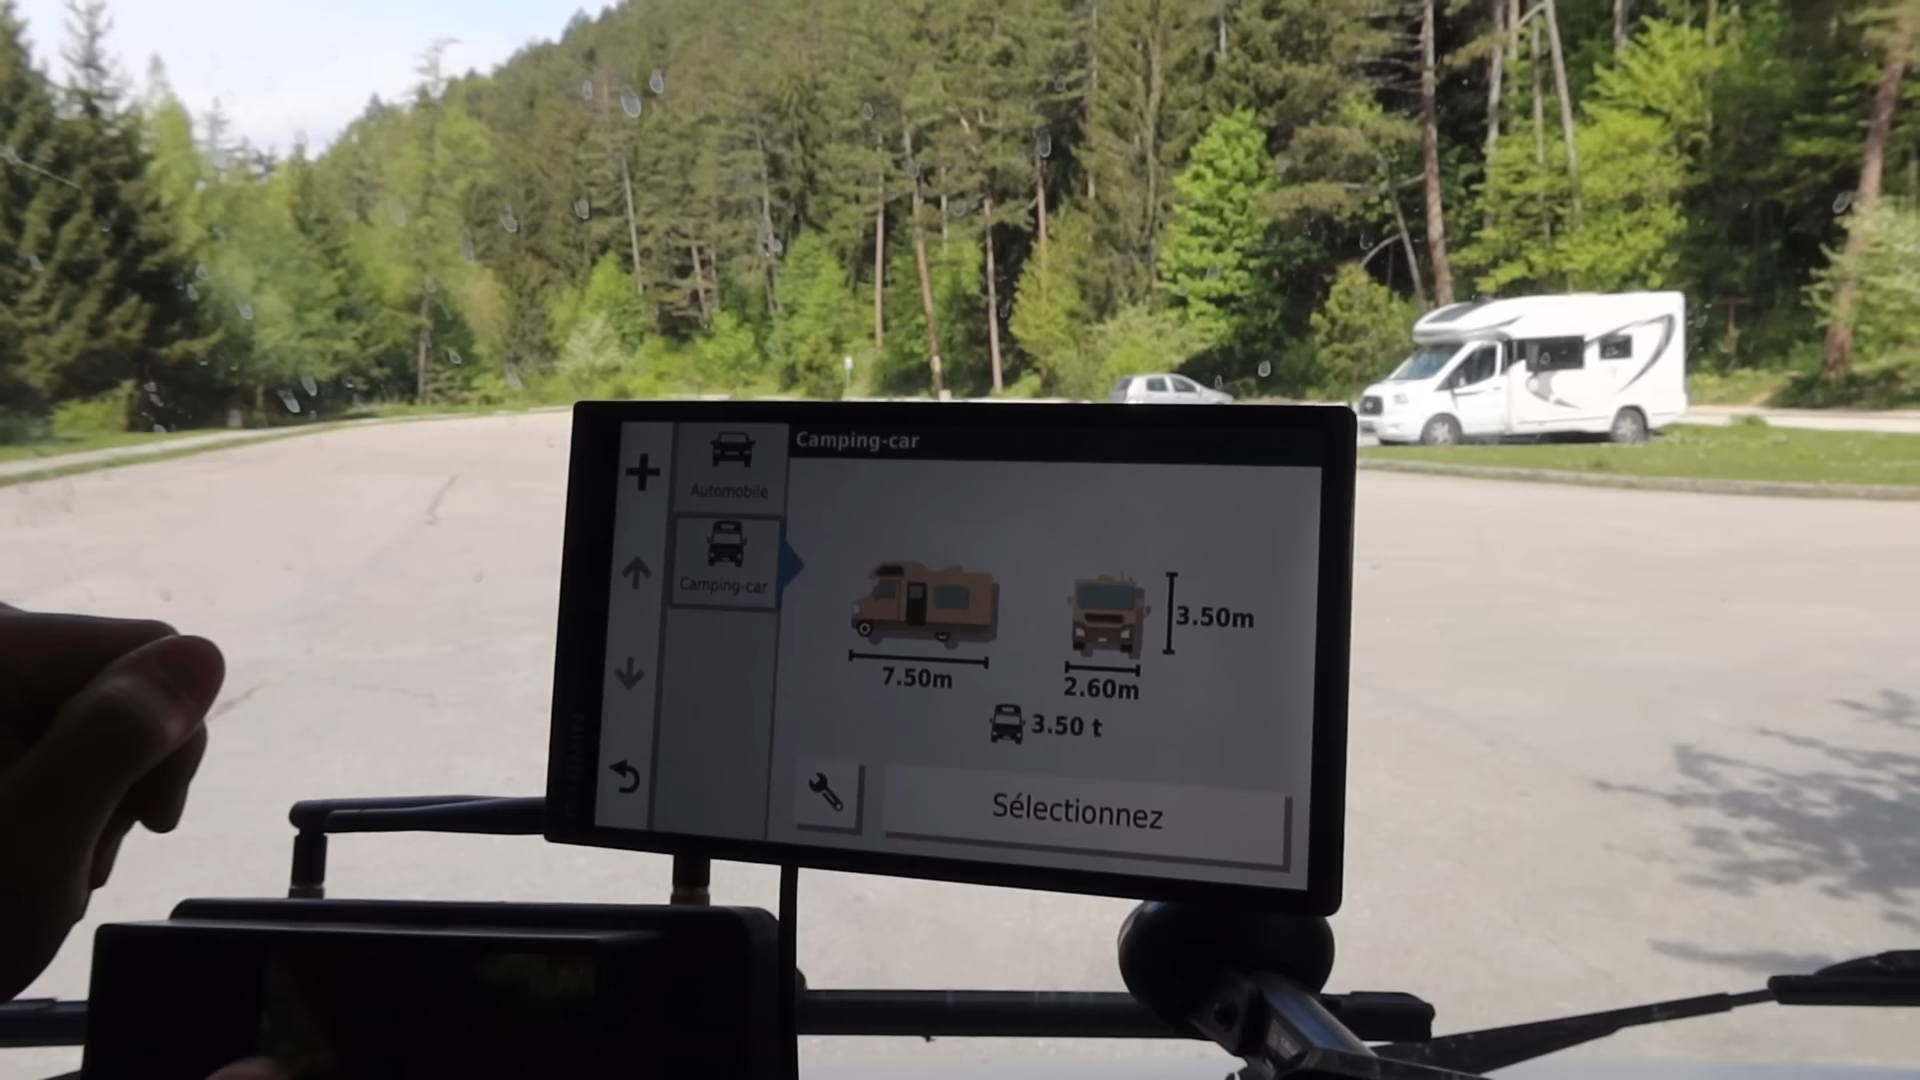 Camping-car
Automobile
Camping-car
3.50m
7.50m
2.60m
3.50 t
Sélectionnez